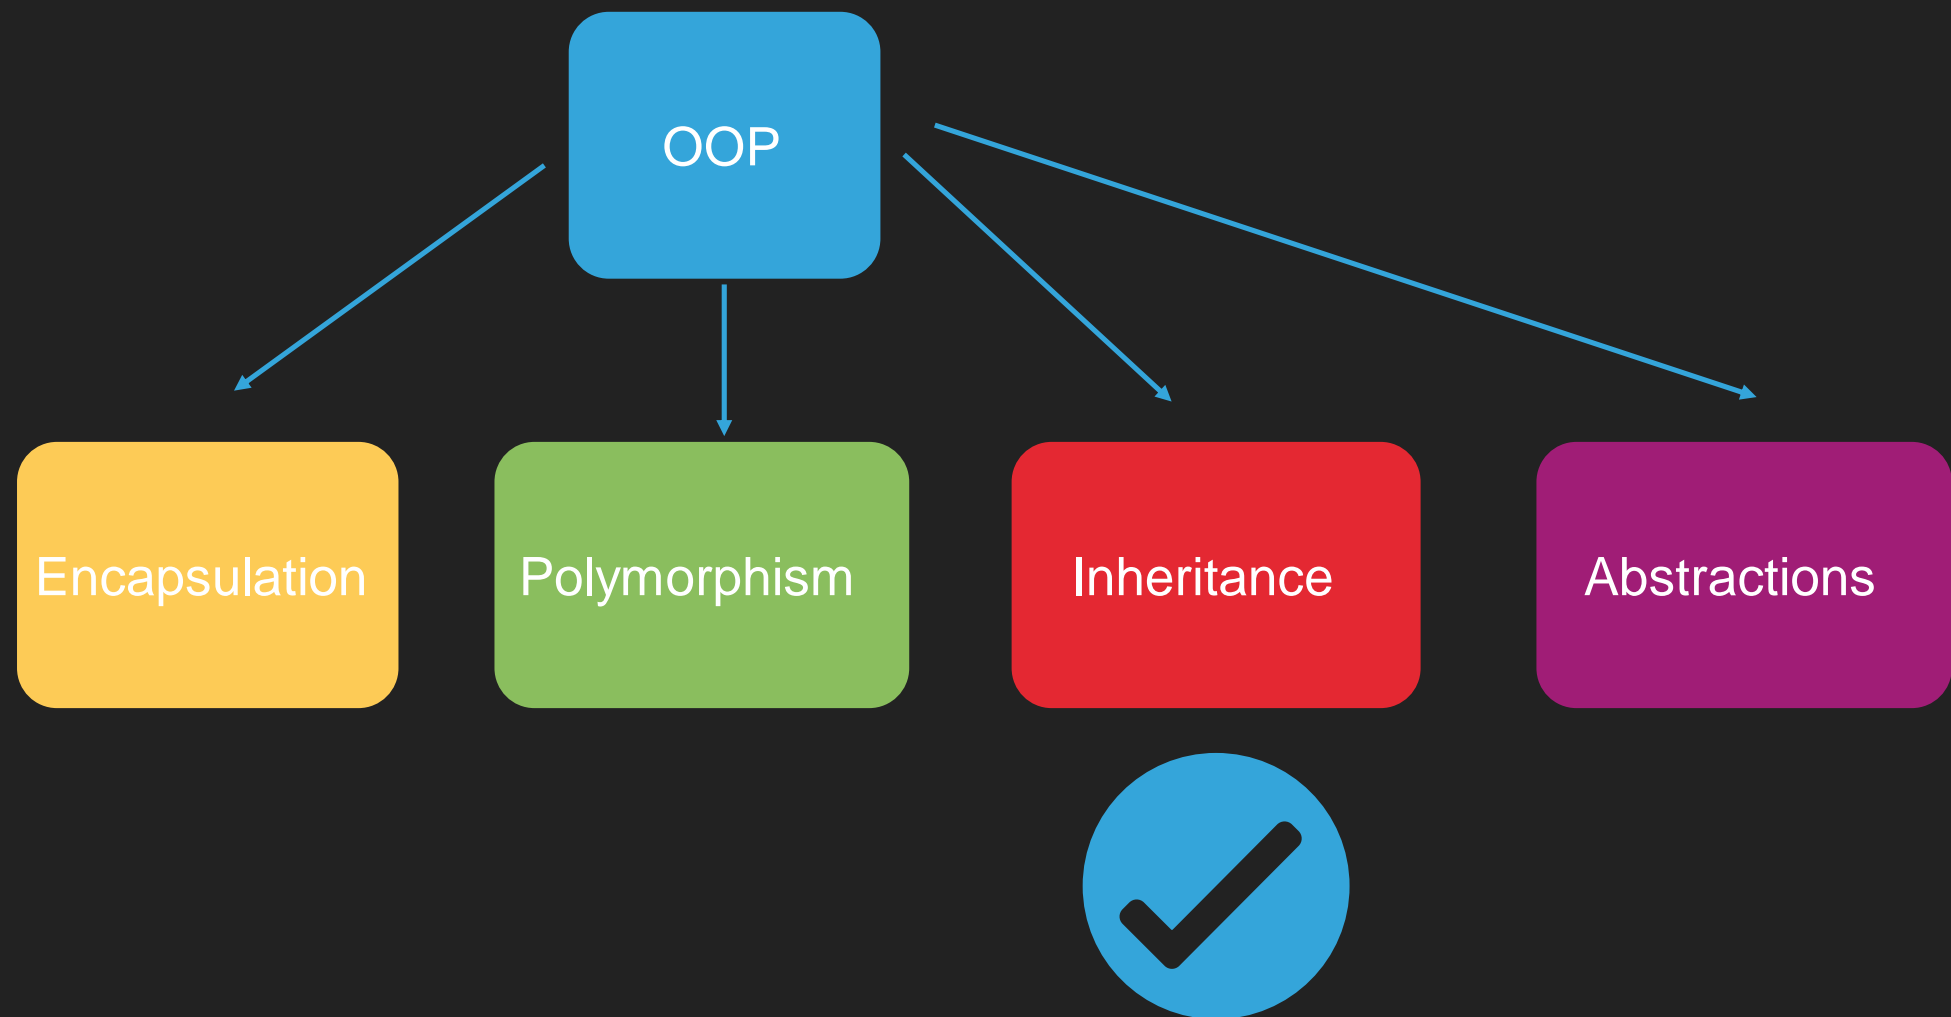 OOP
Encapsulation
Polymorphism
Inheritance
Abstractions